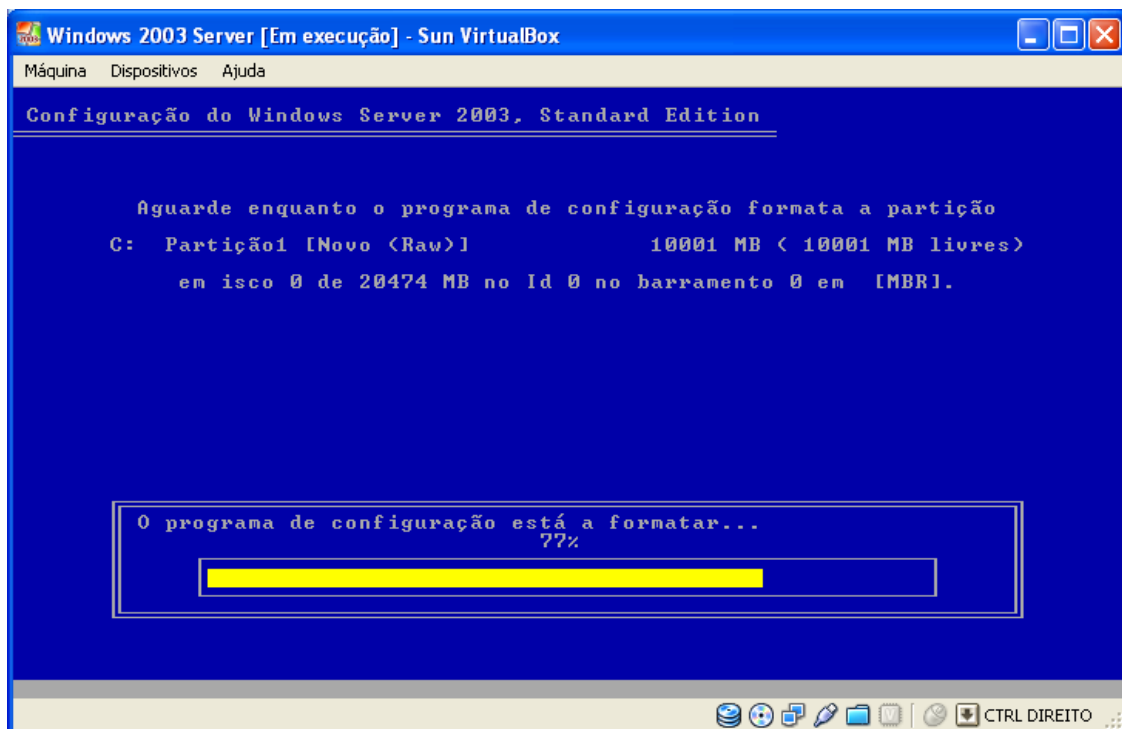 Windows 2003 Server [Em execução] - Sun VirtualBox
Máquina Dispositivos Ajuda
Configuração do Windows Server 2003, Standard Edition
Aguarde enquanto o programa de configuração formata a partição
C: Partição1 [Novo (Raw)] 10001 MB ( 10001 MB livres)
em isco 0 de 20474 MB no Id 0 no barramento 0 em [MBR].
O programa de configuração está a formatar...
77%
CTRL DIREITO